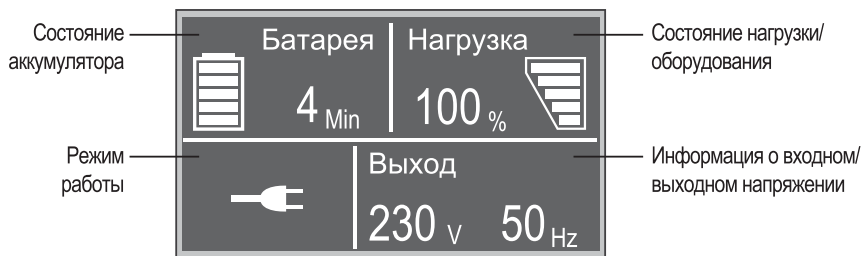 Состояние
аккумулятора
Батарея
4 Min
Нагрузка
100 %
Состояние нагрузки/
оборудования
Режим
работы
Выход
230 V 50 Hz
Информация о входном/
выходном напряжении